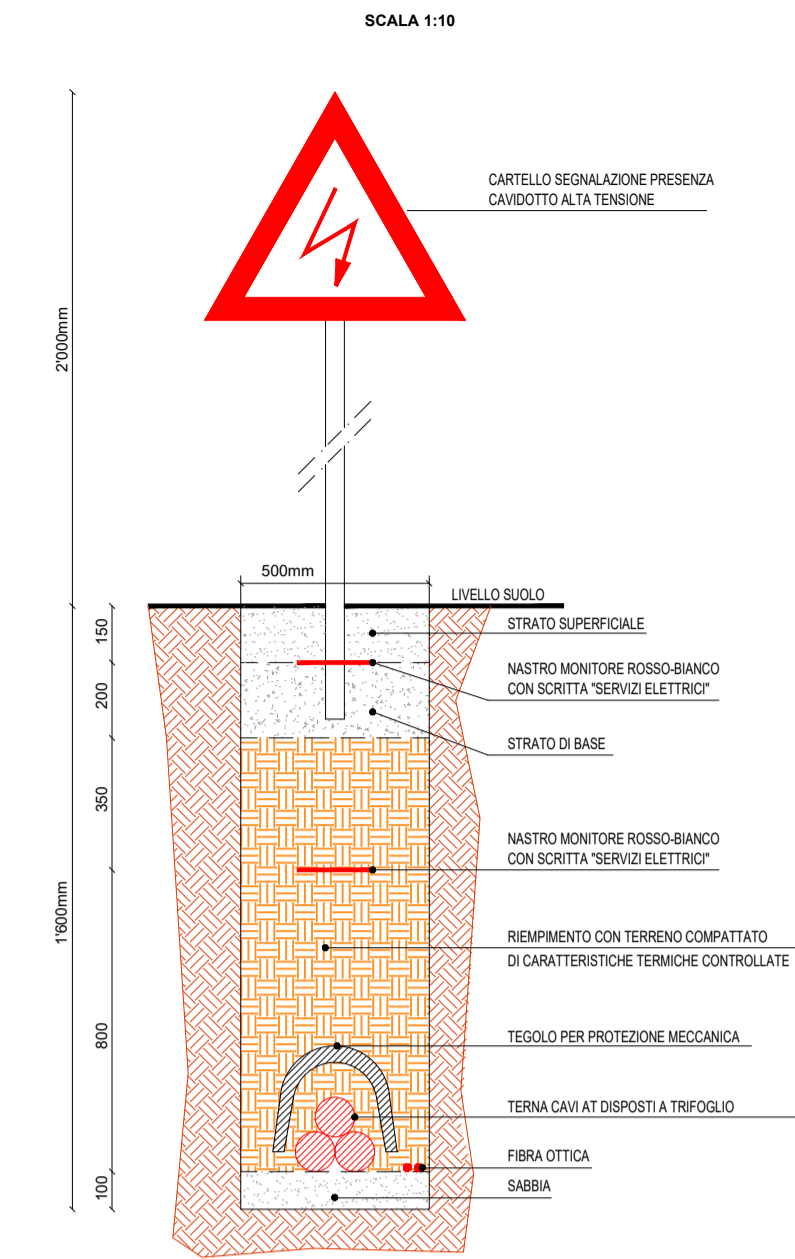 SCALA 1:10
CARTELLO SEGNALAZIONE PRESENZA
CAVIDOTTO ALTA TENSIONE
2'000mm
500mm
LIVELLO SUOLO
150
STRATO SUPERFICIALE
NASTRO MONITORE ROSSO-BIANCO
CON SCRITTA "SERVIZI ELETTRICI"
200
STRATO DI BASE
350
NASTRO MONITORE ROSSO-BIANCO
CON SCRITTA "SERVIZI ELETTRICI"
1'600mm
RIEMPIMENTO CON TERRENO COMPATTATO
DI CARATTERISTICHE TERMICHE CONTROLLATE
800
TEGOLO PER PROTEZIONE MECCANICA
TERNA CAVI AT DISPOSTI A TRIFOGLIO
FIBRA OTTICA
100
SABBIA